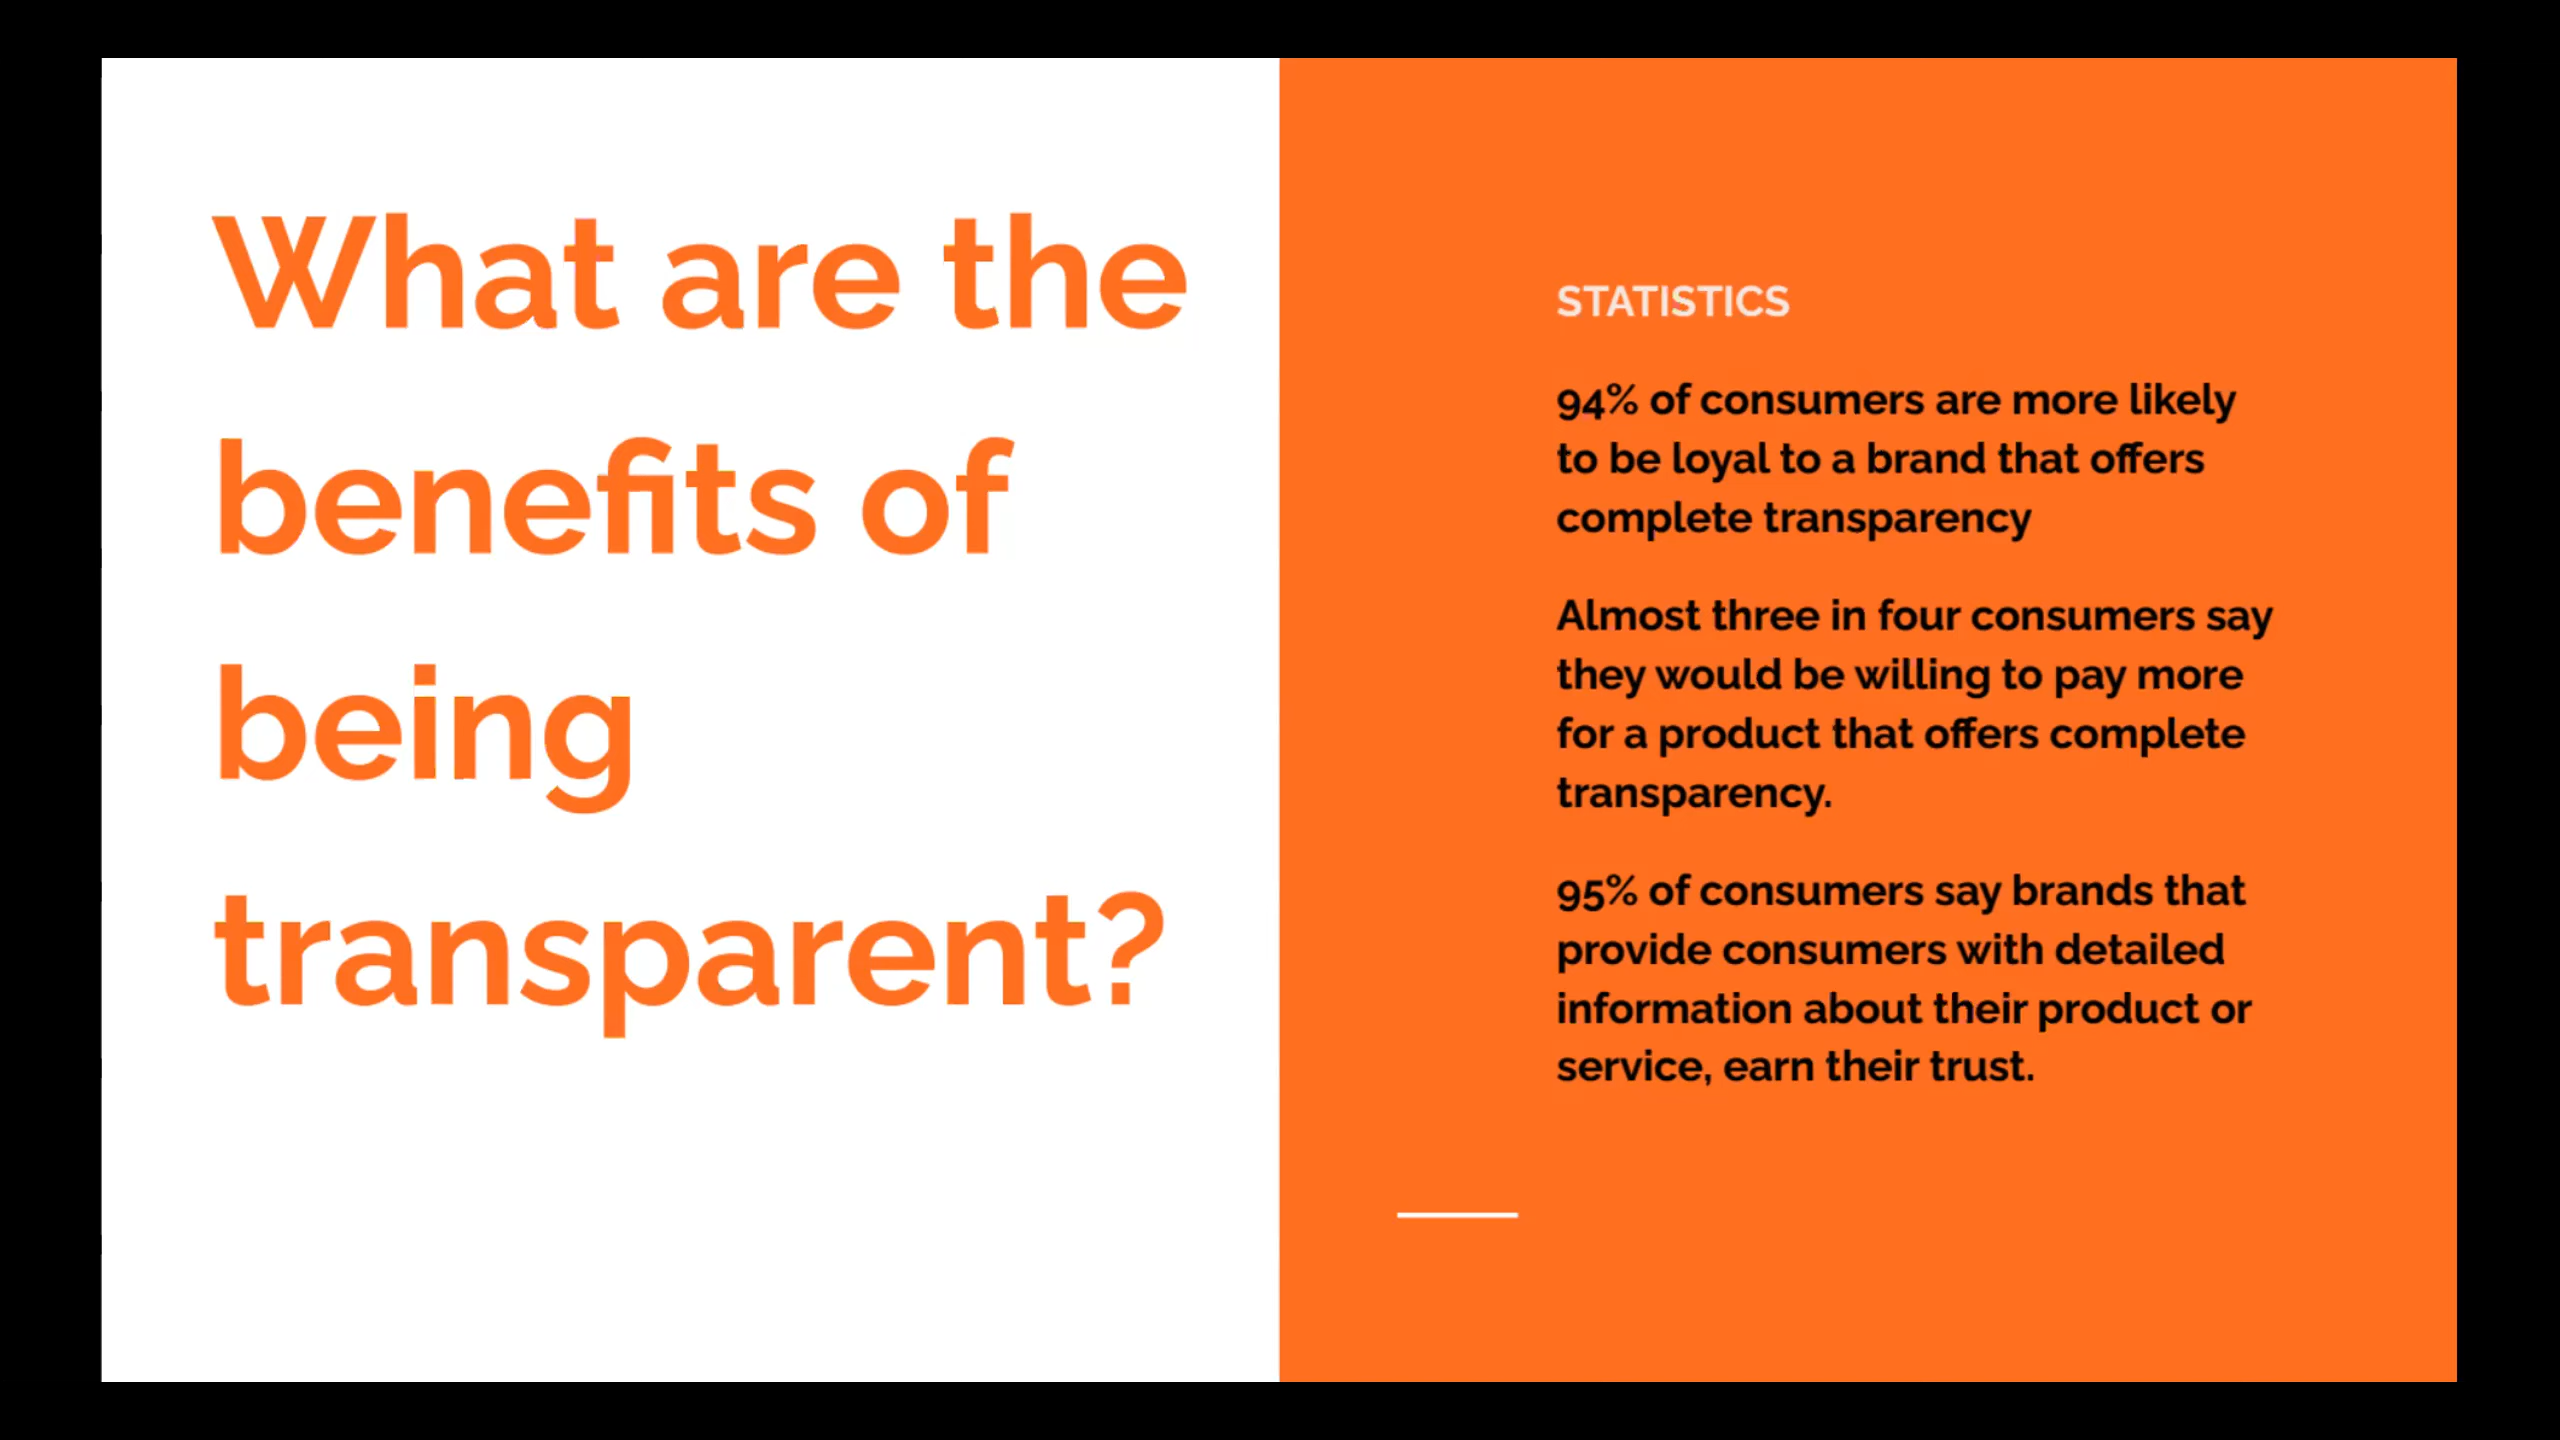 What are the
benefits of
being
transparent?
STATISTICS
94% of consumers are more likely
to be loyal to a brand that offers
complete transparency
Almost three in four consumers say
they would be willing to pay more
for a product that offers complete
transparency.
95% of consumers say brands that
provide consumers with detailed
information about their product or
service, earn their trust.